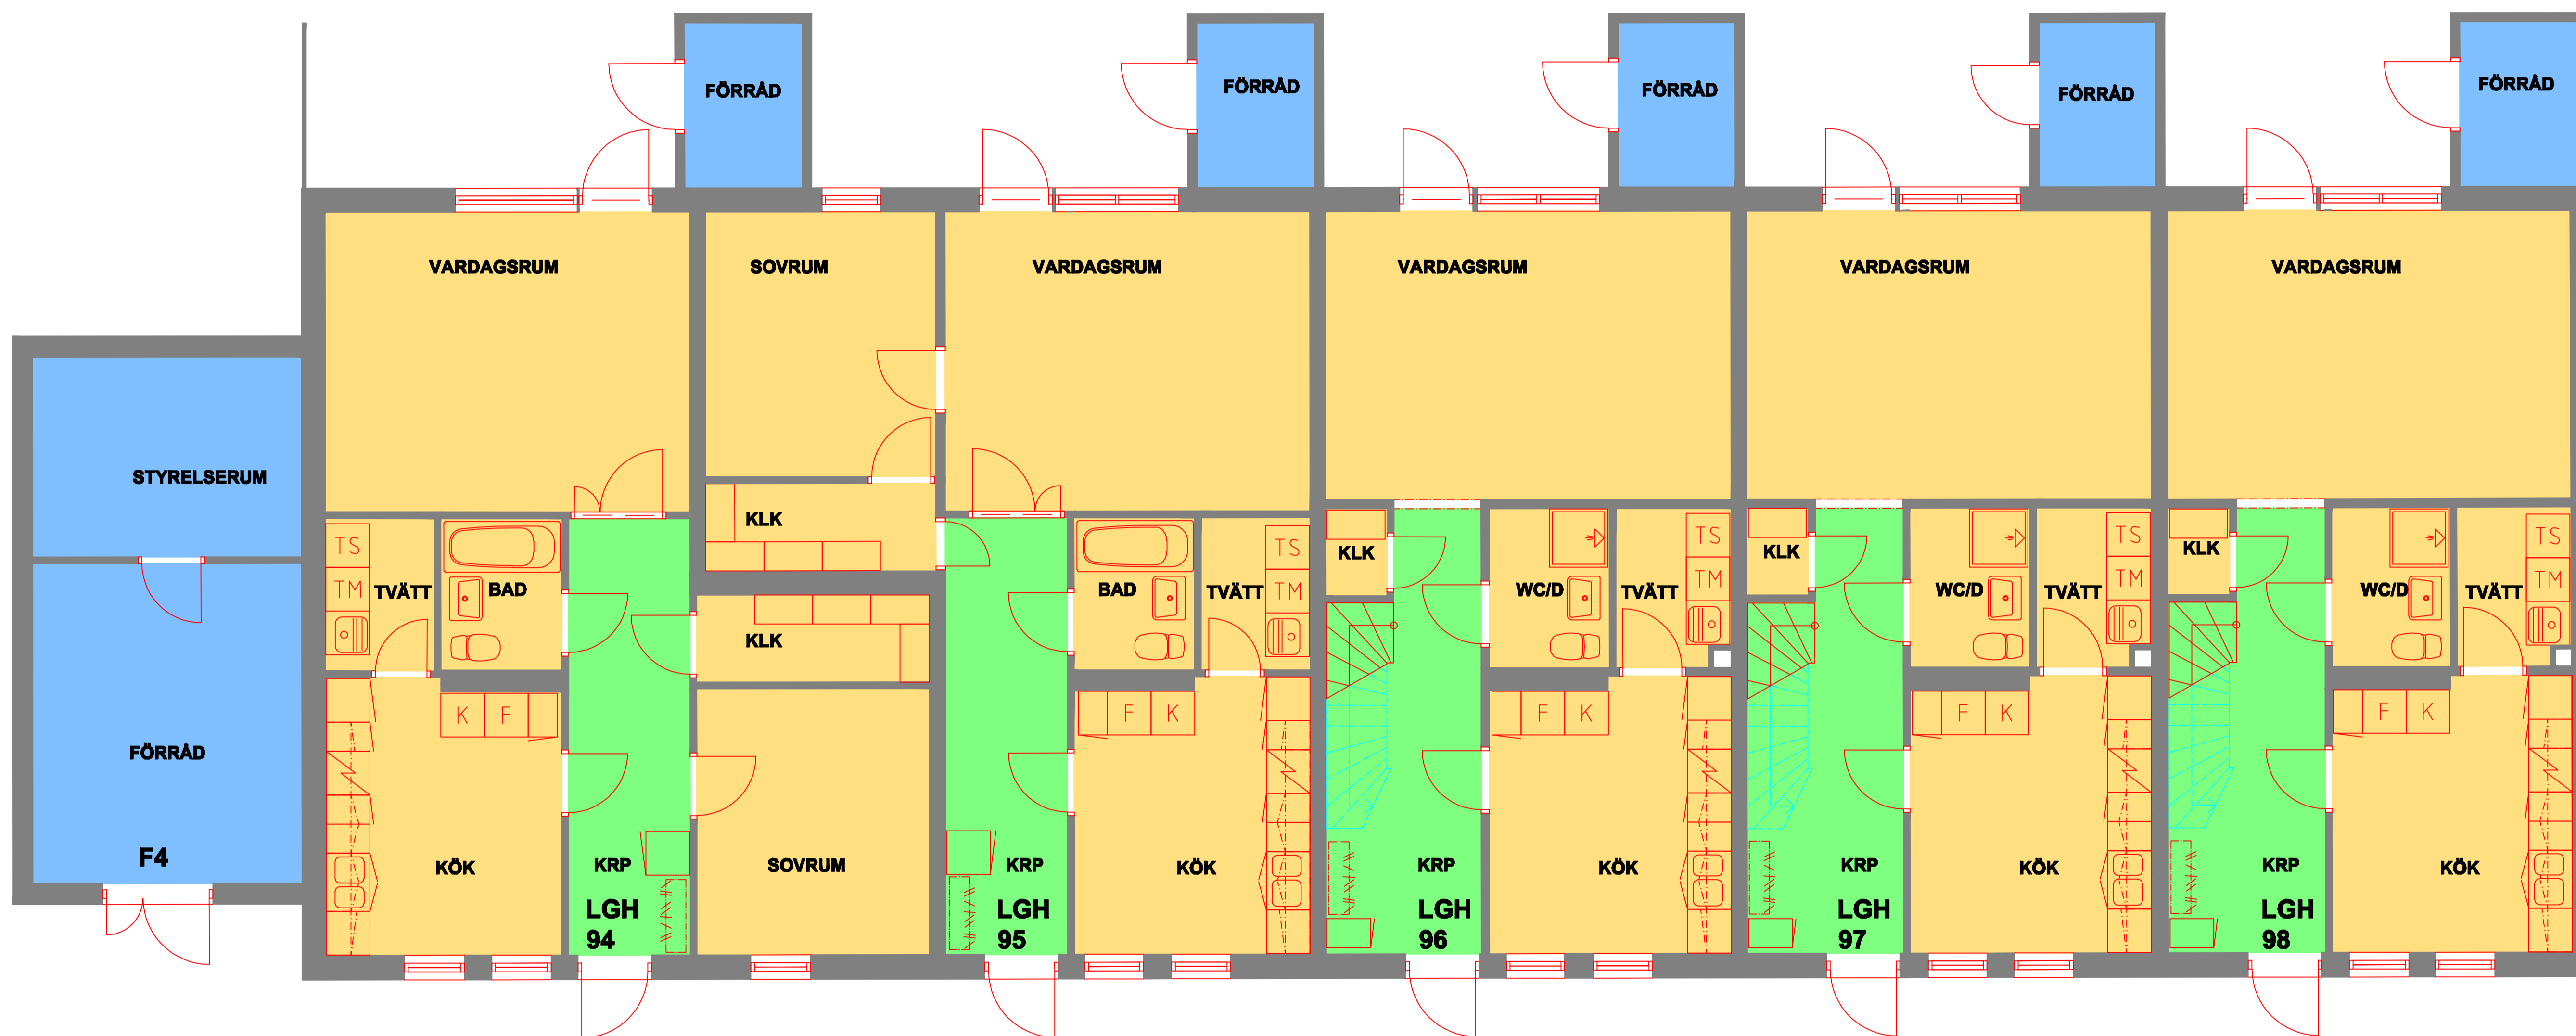 FÖRRÅD
FÖRRÅD
FÖRRÅD
FÖRRÅD
FÖRRÅD
VARDAGSRUM
SOVRUM
VARDAGSRUM
VARDAGSRUM
VARDAGSRUM
VARDAGSRUM
STYRELSERUM
FÖRRÅD
F4
TS
TM
TVÄTT
BAD
K F
KÖK
KRP
LGH
94
KLK
KLK
SOVRUM
KRP
LGH
95
BAD
TVÄTT
TS
TM
F K
KÖK
KLK
KRP
LGH
96
WC/D
TVÄTT
TS
TM
F K
KÖK
KLK
KRP
LGH
97
WC/D
TVÄTT
TS
TM
F K
KÖK
KLK
KRP
LGH
98
WC/D
TVÄTT
TS
TM
F K
KÖK